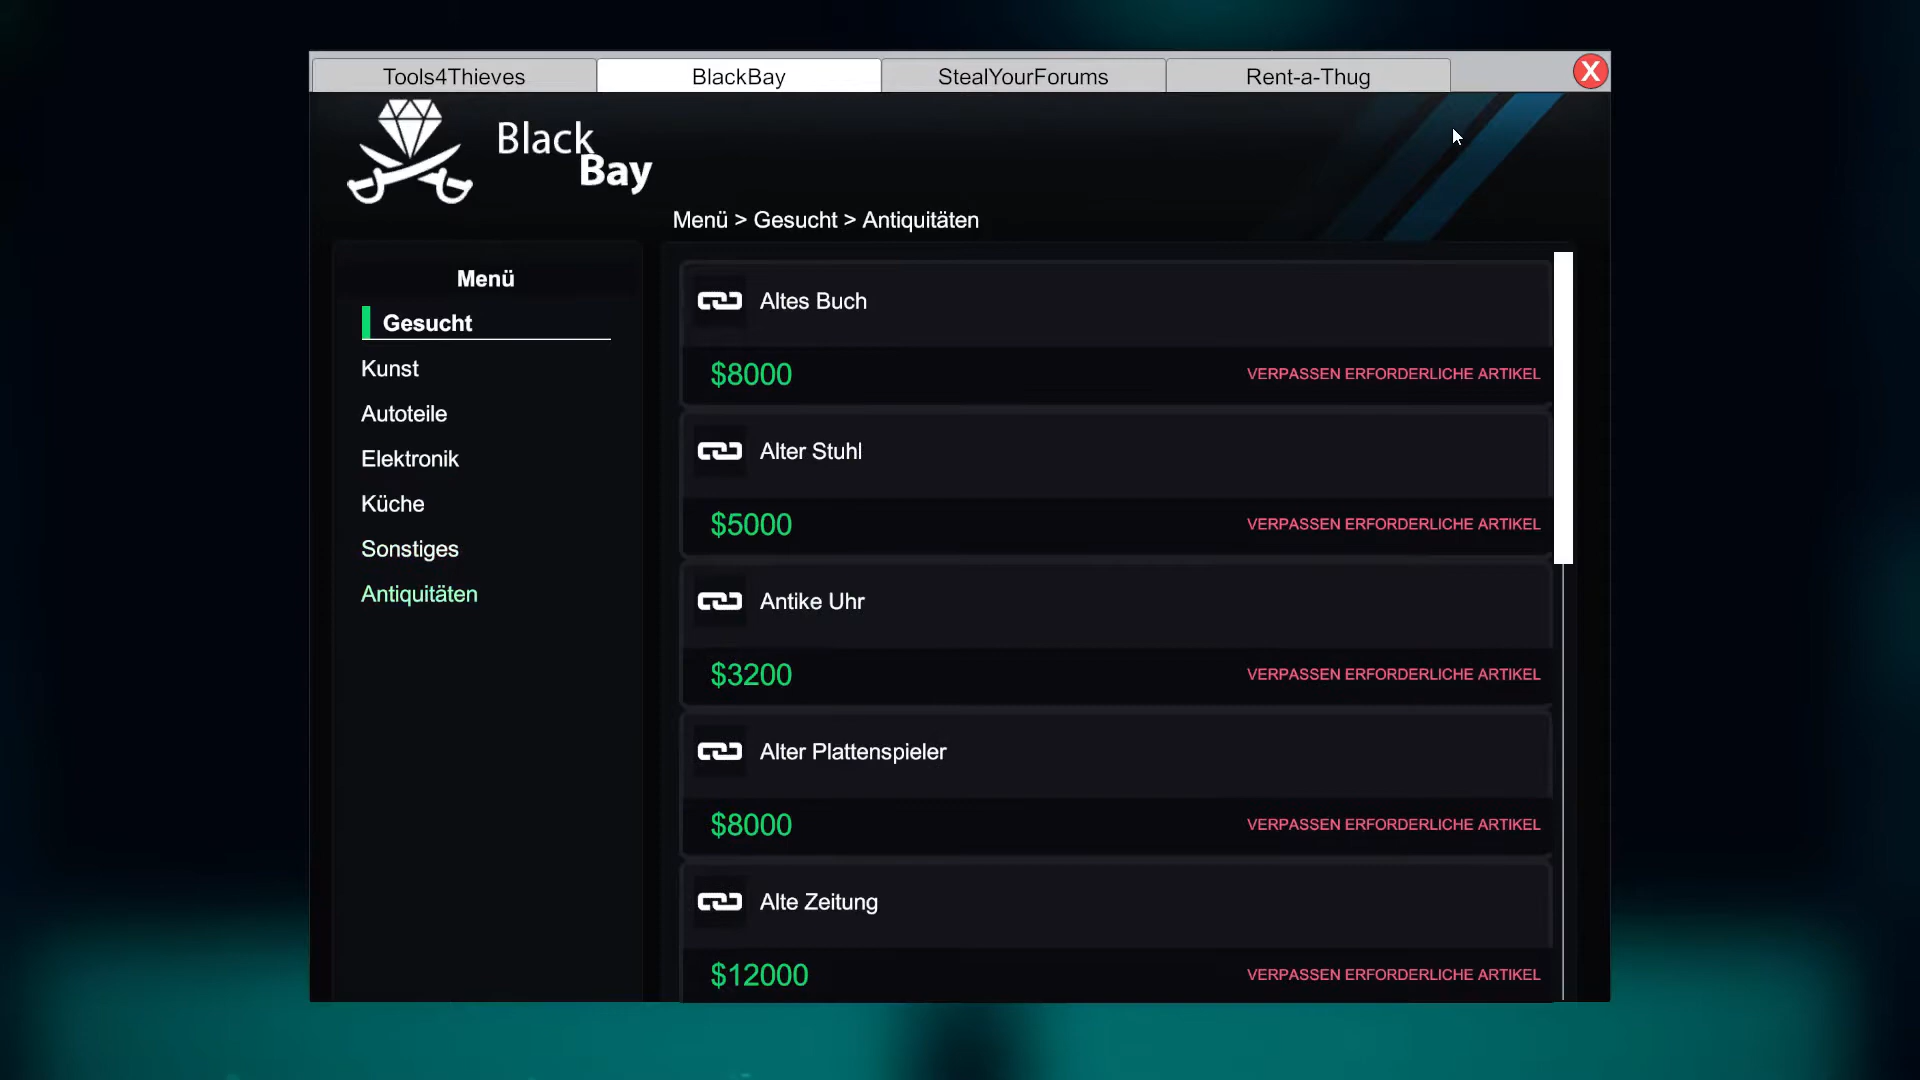 Tools4Thieves
BlackBay
StealYourForums
Rent-a-Thug
X
Black
Bay
Menü > Gesucht > Antiquitäten
Menü
Gesucht
Kunst
Autoteile
Elektronik
Küche
Sonstiges
Antiquitäten
Altes Buch
$8000
VERPASSEN ERFORDERLICHE ARTIKEL
Alter Stuhl
$5000
VERPASSEN ERFORDERLICHE ARTIKEL
Antike Uhr
$3200
VERPASSEN ERFORDERLICHE ARTIKEL
Alter Plattenspieler
$8000
VERPASSEN ERFORDERLICHE ARTIKEL
Alte Zeitung
$12000
VERPASSEN ERFORDERLICHE ARTIKEL